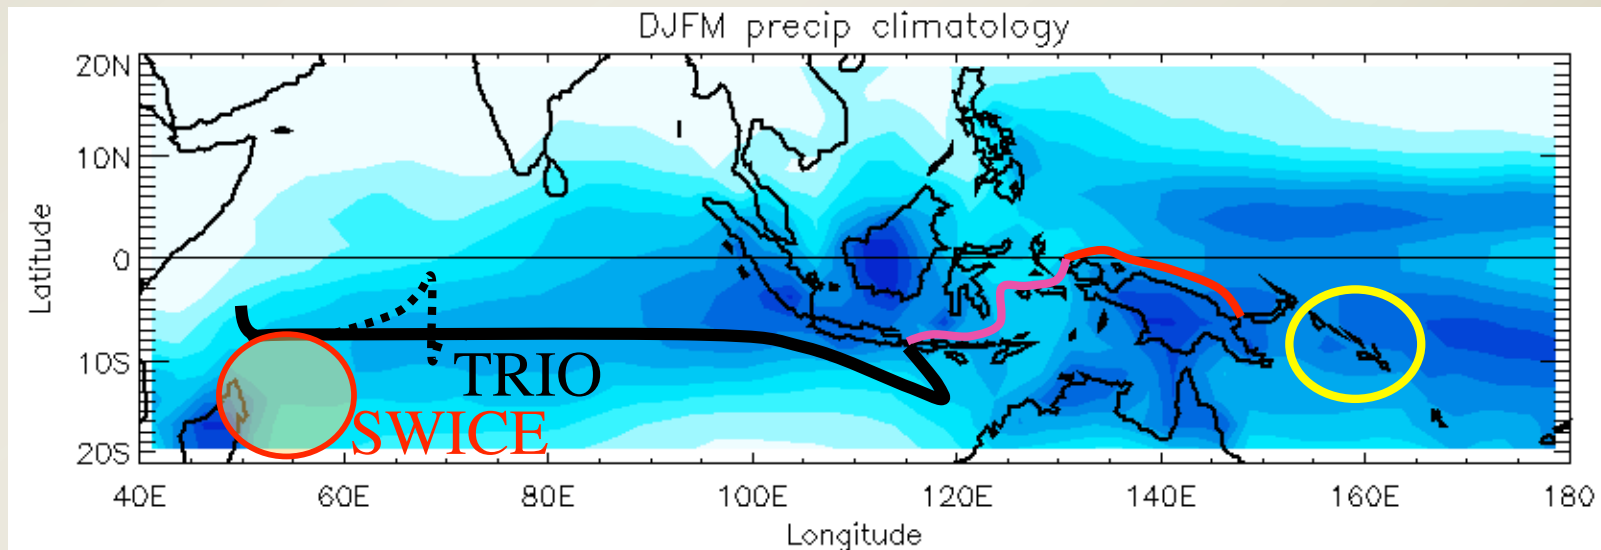 DJFM precip climatology
Latitude
20N
10N
0
10S
20S
TRIO
SWICE
40E 60E 80E 100E 120E 140E 160E 180
Longitude